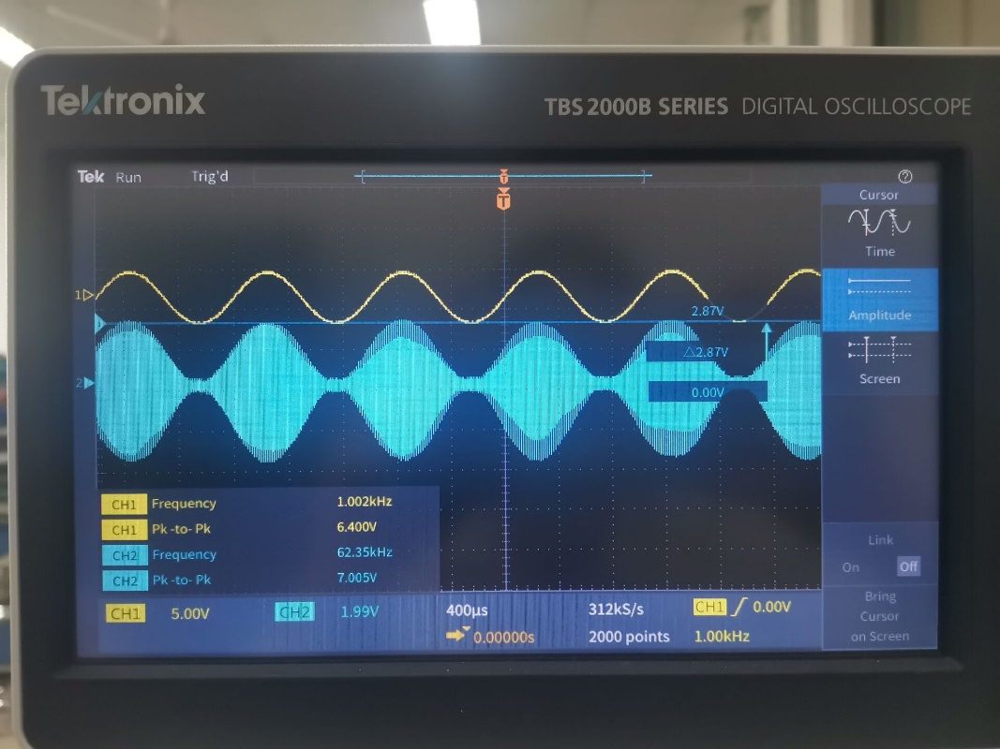 Tektronix
TBS 2000B SERIES DIGITAL OSCILLOSCOPE
Tek Run Trig'd
T
T
?
Cursor
Time
Amplitude
Screen
1
2.87V
△2.87V
2
0.00V
CH1 Frequency 1.002kHz
CH1 Pk-to-Pk 6.400V
CH2 Frequency 62.35kHz
CH2 Pk-to-Pk 7.005V
Link
On Off
Bring
Cursor
on Screen
CH1 5.00V CH2 1.99V 400µs 312kS/s CH1 0.00V
0.00000s 2000 points 1.00kHz